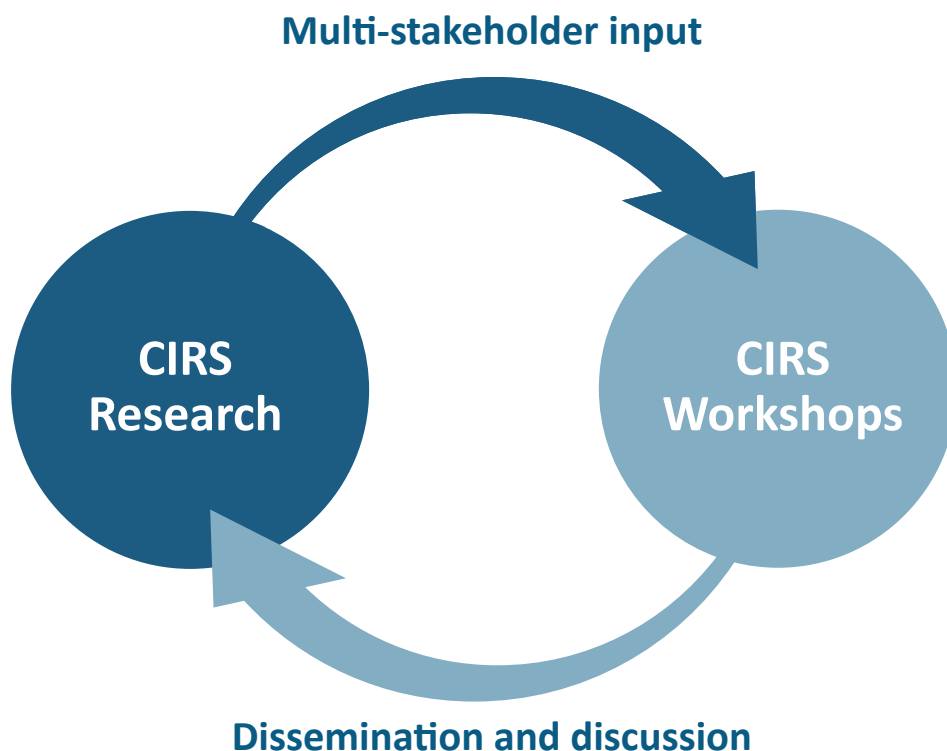 Multi-stakeholder input
CIRS
Research
CIRS
Workshops
Dissemination and discussion